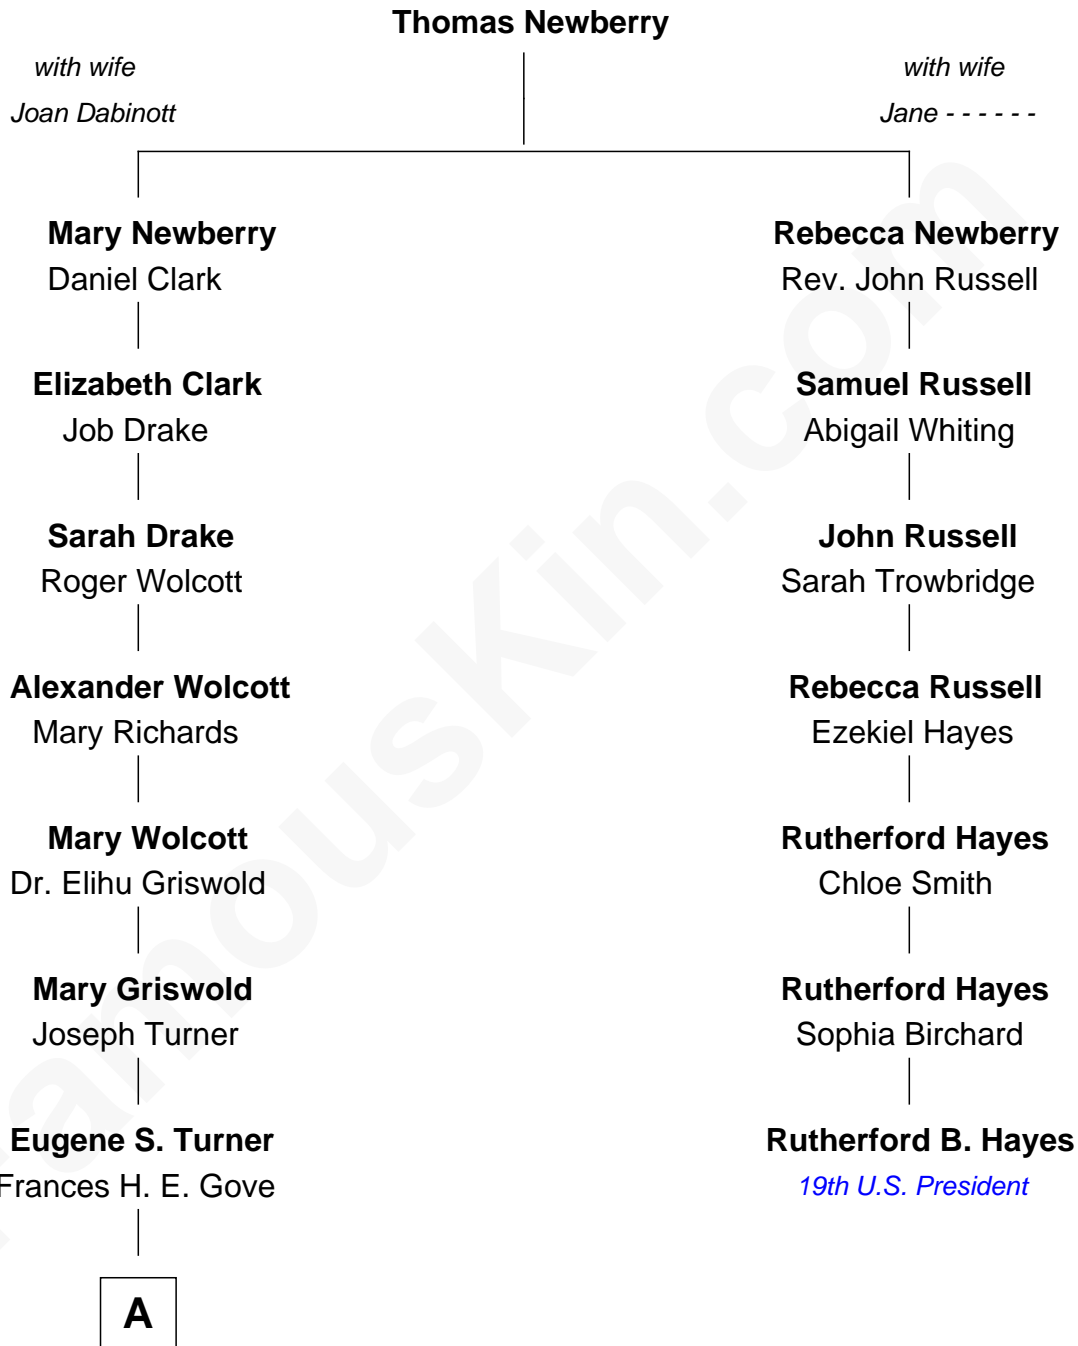 Thomas Newberry
with wife
Joan Dabinott
with wife
Jane - - - - - -
Mary Newberry
Daniel Clark
Rebecca Newberry
Rev. John Russell
Elizabeth Clark
Job Drake
Samuel Russell
Abigail Whiting
Sarah Drake
Roger Wolcott
John Russell
Sarah Trowbridge
Alexander Wolcott
Mary Richards
Rebecca Russell
Ezekiel Hayes
Mary Wolcott
Dr. Elihu Griswold
Rutherford Hayes
Chloe Smith
Mary Griswold
Joseph Turner
Rutherford Hayes
Sophia Birchard
Eugene S. Turner
Frances H. E. Gove
Rutherford B. Hayes
19th U.S. President
A
FamousKin.com